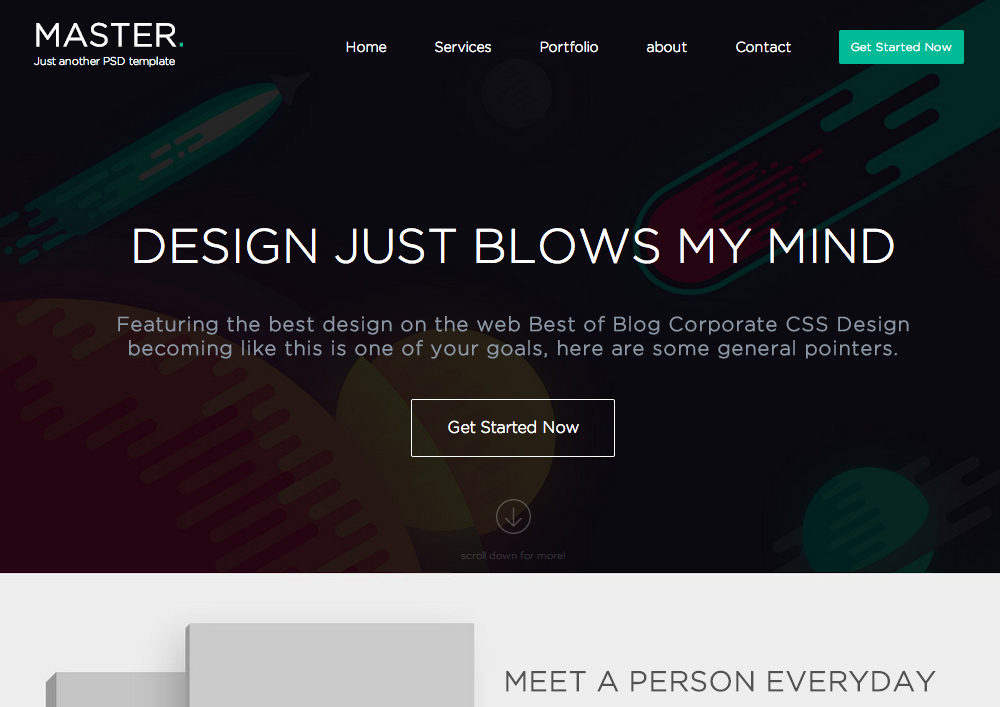 MASTER.
Just another PSD template
Home
Services
Portfolio
about
Contact
Get Started Now
DESIGN JUST BLOWS MY MIND
Featuring the best design on the web Best of Blog Corporate CSS Design
becoming like this is one of your goals, here are some general pointers.
Get Started Now
scroll down for more!
MEET A PERSON EVERYDAY